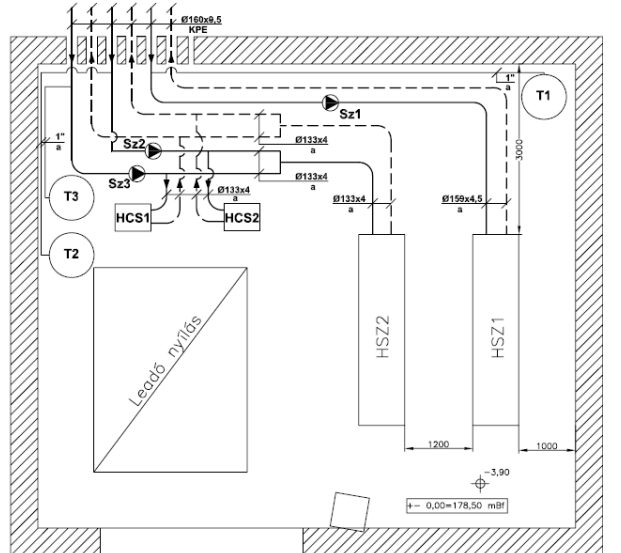 Ø160x9,5
KPE
1"
a
T1
Sz1
3000
1"
a
Sz2
Ø133x4
a
Sz3
Ø133x4
a
T3
Ø133x4
a
Ø133x4
a
Ø159x4,5
a
HCS1
HCS2
T2
Leadó nyílás
HSZ2
HSZ1
1200
1000
-3,90
+- 0,00=178,50 mBf